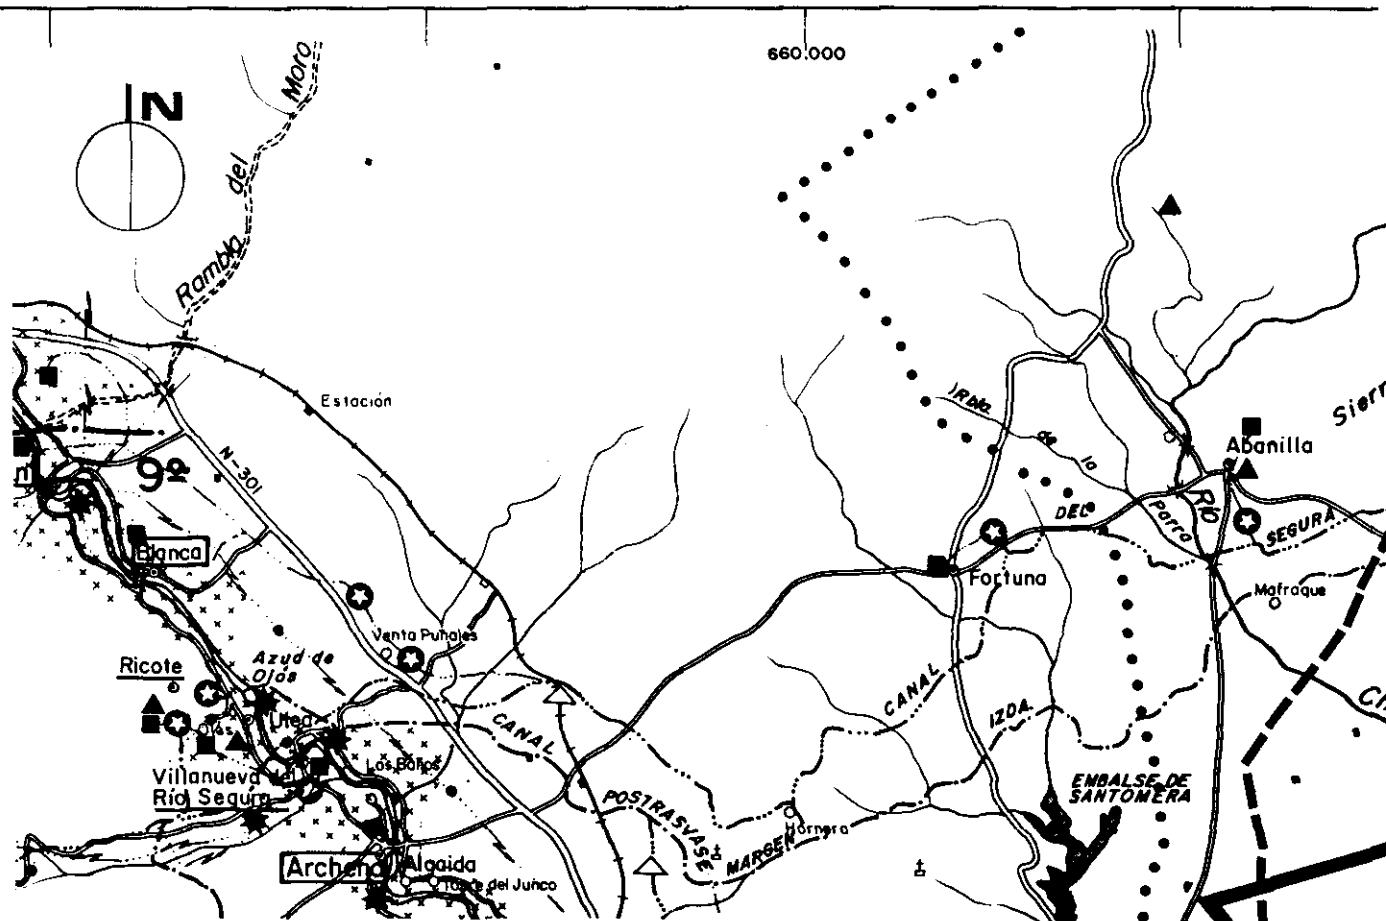 660.000
N
Moro
del
Rambla
Estación
N-301
9º
Blanca
IRbla.
de
la
Parra
Sierr
Abanilla
RÍO
DEL
SEGURA
Fortuna
Mafraque
Venta Puñales
Ricote
Azud de
Ojós
Ulea
Ojós
CANAL
CANAL
IZDA.
Los Baños
Villanueva del
Río Segura
POSTRASVASE
MARGEN
Hornera
EMBALSE DE
SANTOMERA
Archena
Algaida
Torre del Junco